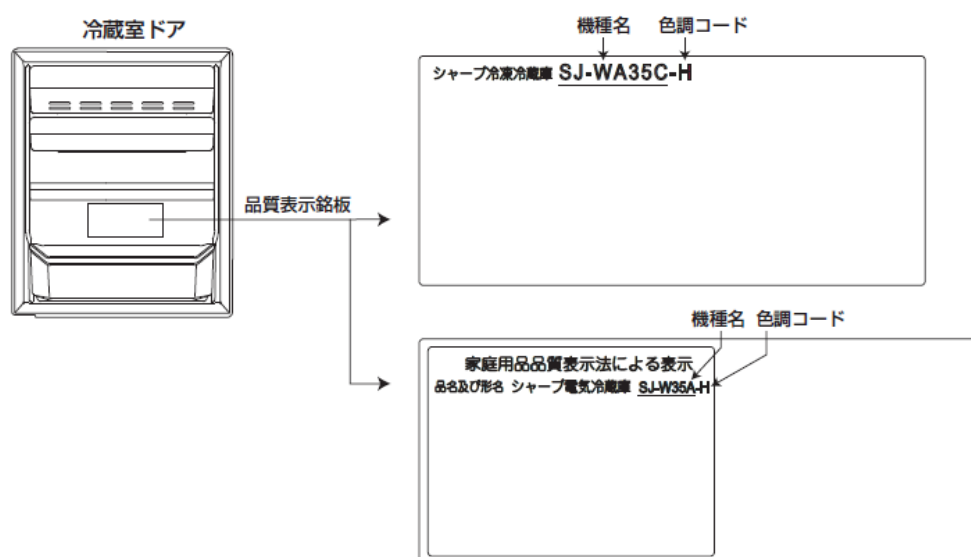 冷蔵室ドア
機種名 色調コード
シャープ冷凍冷蔵庫 SJ-WA35C-H
品質表示銘板
機種名 色調コード
家庭用品品質表示法による表示
品名及び形名 シャープ電気冷蔵庫 SJ-W35A-H